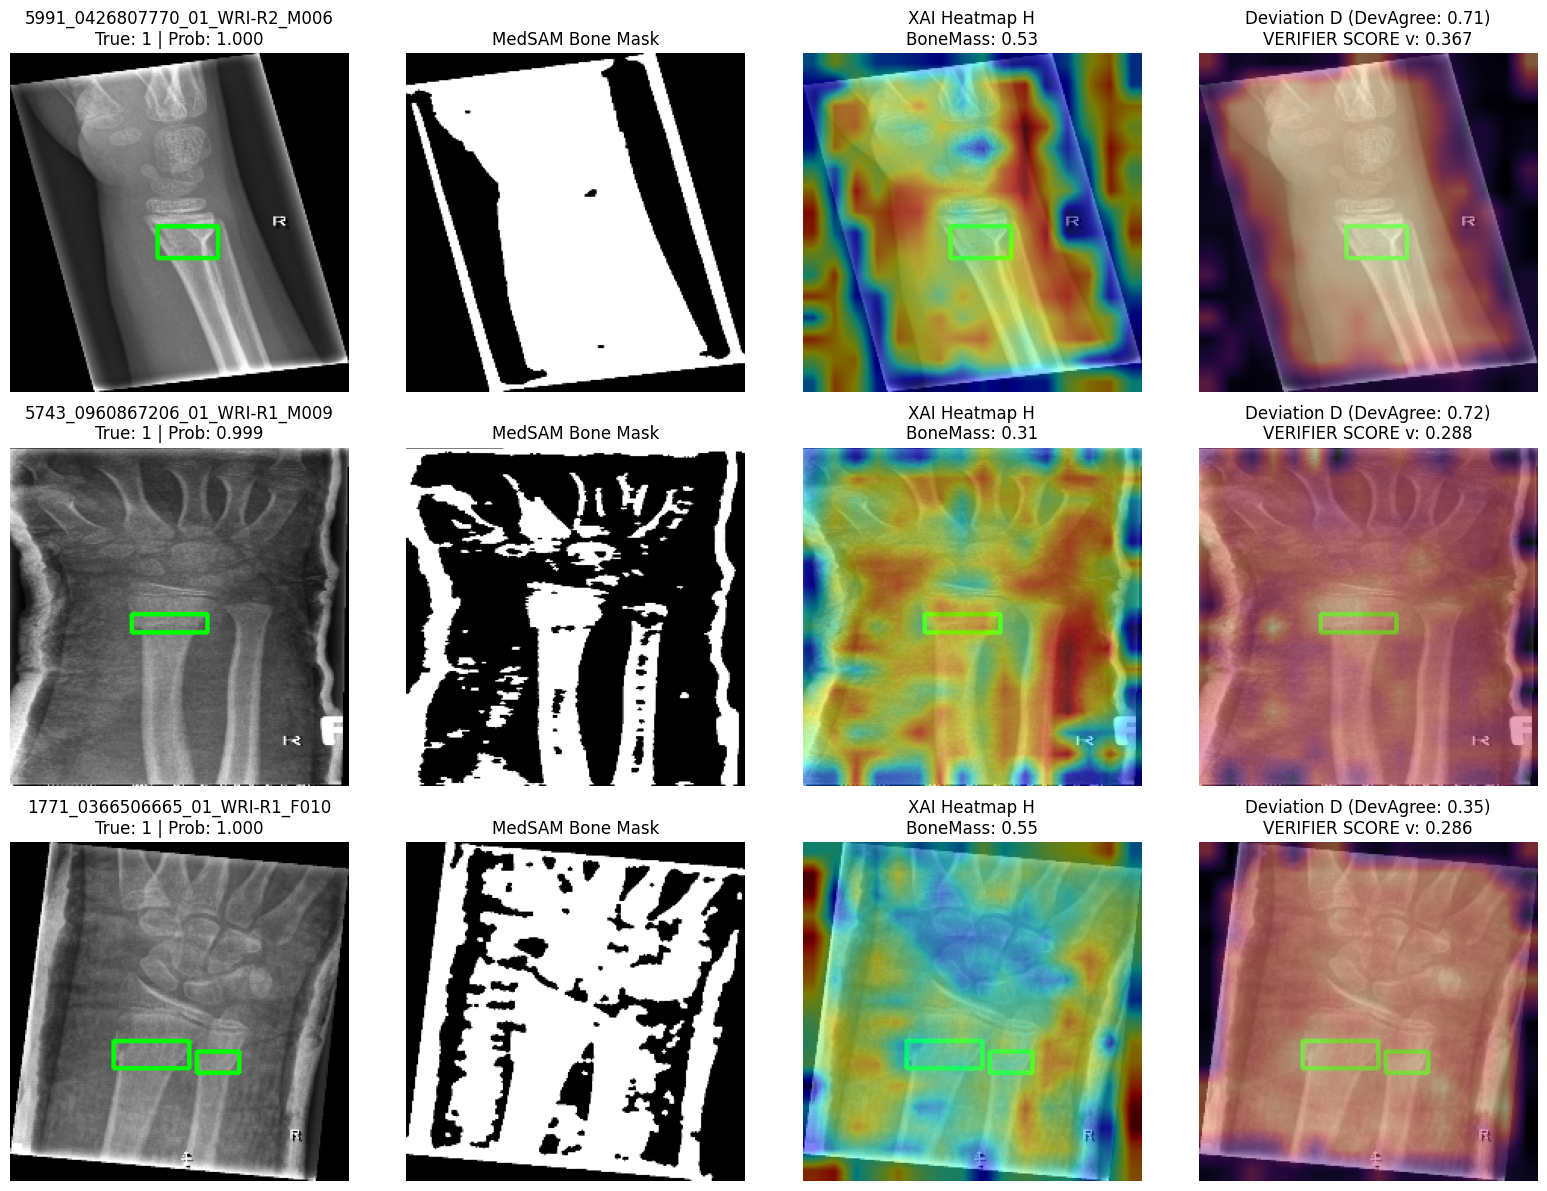 5991_0426807770_01_WRI-R2_M006
True: 1 | Prob: 1.000
MedSAM Bone Mask
XAI Heatmap H
BoneMass: 0.53
Deviation D (DevAgree: 0.71)
VERIFIER SCORE v: 0.367
R
R
R
5743_0960867206_01_WRI-R1_M009
True: 1 | Prob: 0.999
MedSAM Bone Mask
XAI Heatmap H
BoneMass: 0.31
Deviation D (DevAgree: 0.72)
VERIFIER SCORE v: 0.288
R
R
R
1771_0366506665_01_WRI-R1_F010
True: 1 | Prob: 1.000
MedSAM Bone Mask
XAI Heatmap H
BoneMass: 0.55
Deviation D (DevAgree: 0.35)
VERIFIER SCORE v: 0.286
R
R
R